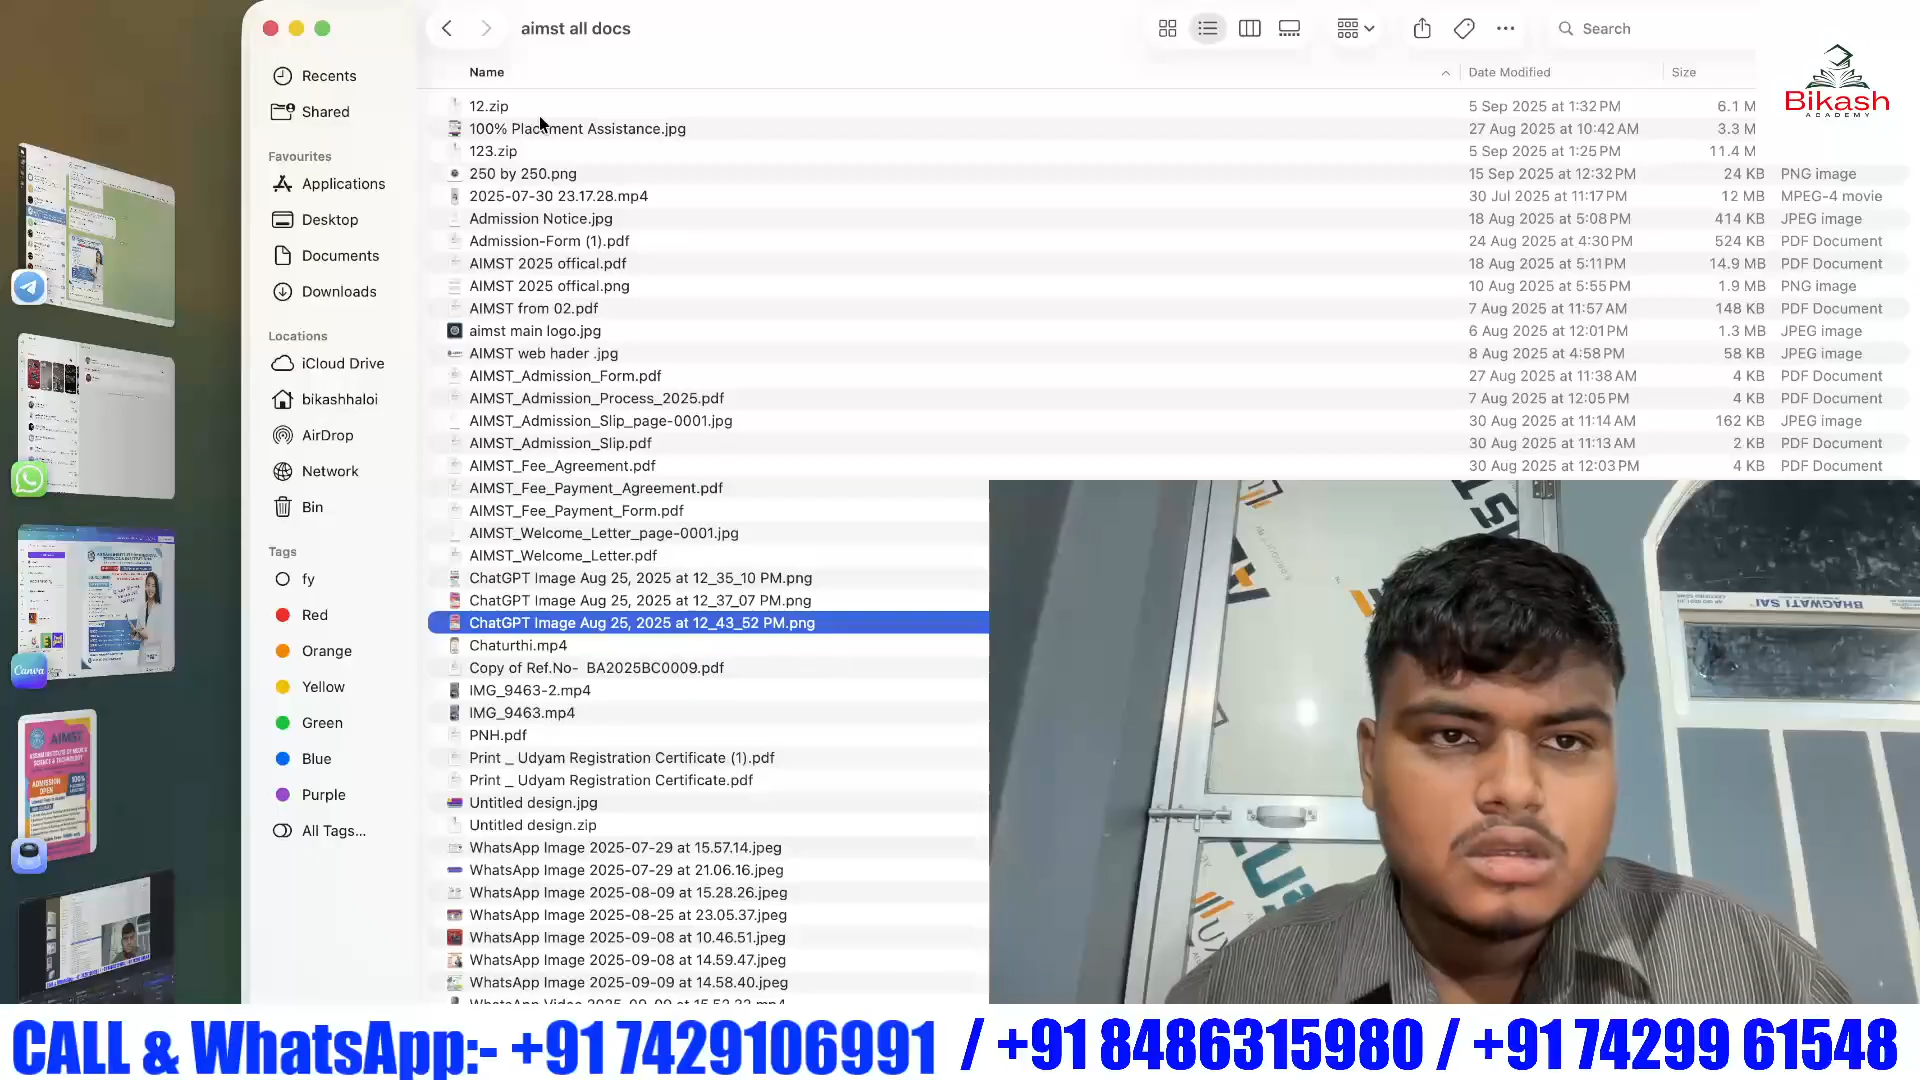 aimst all docs
Search
Bikash
ACADEMY
Name Date Modified Size
12.zip 5 Sep 2025 at 1:32 PM 6.1 M
100% Placement Assistance.jpg 27 Aug 2025 at 10:42 AM 3.3 M
123.zip 5 Sep 2025 at 1:25 PM 11.4 M
250 by 250.png 15 Sep 2025 at 12:32 PM 24 KB PNG image
2025-07-30 23.17.28.mp4 30 Jul 2025 at 11:17 PM 12 MB MPEG-4 movie
Admission Notice.jpg 18 Aug 2025 at 5:08 PM 414 KB JPEG image
Admission-Form (1).pdf 24 Aug 2025 at 4:30 PM 524 KB PDF Document
AIMST 2025 offical.pdf 18 Aug 2025 at 5:11 PM 14.9 MB PDF Document
AIMST 2025 offical.png 10 Aug 2025 at 5:55 PM 1.9 MB PNG image
AIMST from 02.pdf 7 Aug 2025 at 11:57 AM 148 KB PDF Document
aimst main logo.jpg 6 Aug 2025 at 12:01 PM 1.3 MB JPEG image
AIMST web hader .jpg 8 Aug 2025 at 4:58 PM 58 KB JPEG image
AIMST_Admission_Form.pdf 27 Aug 2025 at 11:38 AM 4 KB PDF Document
AIMST_Admission_Process_2025.pdf 7 Aug 2025 at 12:05 PM 4 KB PDF Document
AIMST_Admission_Slip_page-0001.jpg 30 Aug 2025 at 11:14 AM 162 KB JPEG image
AIMST_Admission_Slip.pdf 30 Aug 2025 at 11:13 AM 2 KB PDF Document
AIMST_Fee_Agreement.pdf 30 Aug 2025 at 12:03 PM 4 KB PDF Document
AIMST_Fee_Payment_Agreement.pdf
AIMST_Fee_Payment_Form.pdf
AIMST_Welcome_Letter_page-0001.jpg
AIMST_Welcome_Letter.pdf
ChatGPT Image Aug 25, 2025 at 12_35_10 PM.png
ChatGPT Image Aug 25, 2025 at 12_37_07 PM.png
ChatGPT Image Aug 25, 2025 at 12_43_52 PM.png
Chaturthi.mp4
Copy of Ref.No- BA2025BC0009.pdf
IMG_9463-2.mp4
IMG_9463.mp4
PNH.pdf
Print _ Udyam Registration Certificate (1).pdf
Print _ Udyam Registration Certificate.pdf
Untitled design.jpg
Untitled design.zip
WhatsApp Image 2025-07-29 at 15.57.14.jpeg
WhatsApp Image 2025-07-29 at 21.06.16.jpeg
WhatsApp Image 2025-08-09 at 15.28.26.jpeg
WhatsApp Image 2025-08-25 at 23.05.37.jpeg
WhatsApp Image 2025-09-08 at 10.46.51.jpeg
WhatsApp Image 2025-09-08 at 14.59.47.jpeg
WhatsApp Image 2025-09-09 at 14.58.40.jpeg
Recents
Shared
Favourites
Applications
Desktop
Documents
Downloads
Locations
iCloud Drive
bikashhaloi
AirDrop
Network
Bin
Tags
fy
Red
Orange
Yellow
Green
Blue
Purple
All Tags...
Canva
AIMST
ADMISSION
OPEN
100%
BHAGWATI SAI
CALL & WhatsApp:- +91 7429106991 / +91 8486315980 / +91 74299 61548